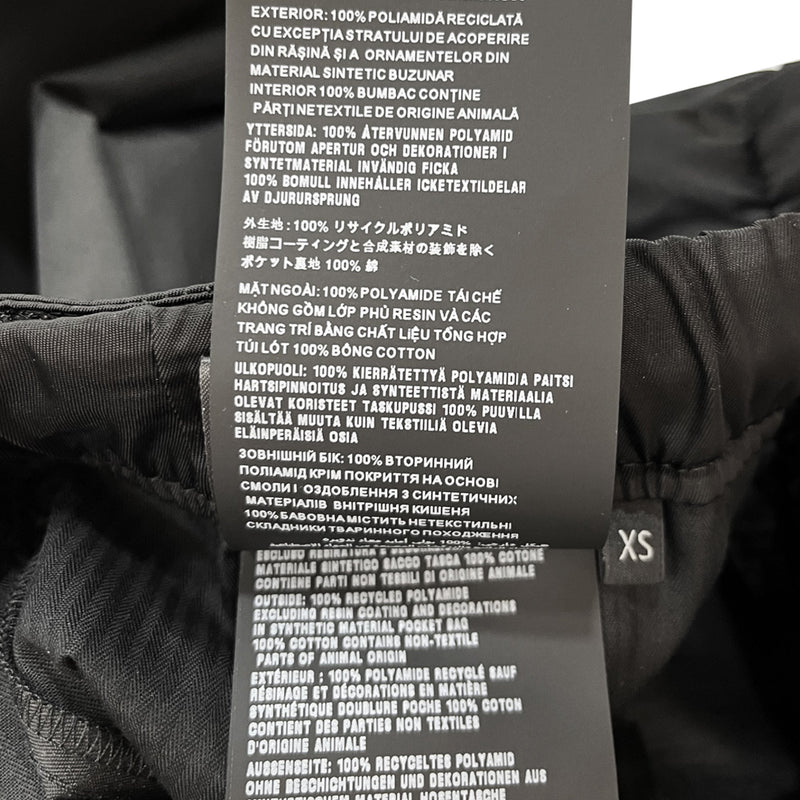 EXTERIOR: 100% POLIAMIDĂ RECICLATĂ
CU EXCEPȚIA STRATULUI DE ACOPERIRE
DIN RĂȘINĂ ȘI A ORNAMENTELOR DIN
MATERIAL SINTETIC BUZUNAR
INTERIOR 100% BUMBAC CONȚINE
PĂRȚI NETEXTILE DE ORIGINE ANIMALĂ
YTTERSIDA: 100% ÅTERVUNNEN POLYAMID
FÖRUTOM APERTUR OCH DEKORATIONER I
SYNTETMATERIAL INVÄNDIG FICKA
100% BOMULL INNEHÅLLER ICKETEXTILDELAR
AV DJURURSPRUNG
外生地:100% リサイクルポリアミド
樹脂コーティングと合成素材の装飾を除く
ポケット裏地 100% 綿
MẶT NGOÀI: 100% POLYAMIDE TÁI CHẾ
KHÔNG GỒM LỚP PHỦ RESIN VÀ CÁC
TRANG TRÍ BẰNG CHẤT LIỆU TỔNG HỢP
TÚI LÓT 100% BÔNG COTTON
ULKOPUOLI: 100% KIERRÄTETTYÄ POLYAMIDIA PAITSI
HARTSIPINNOITUS JA SYNTEETTISTÄ MATERIAALIA
OLEVAT KORISTEET TASKUPUSSI 100% PUUVILLA
SISÄLTÄÄ MUUTA KUIN TEKSTIILIÄ OLEVIA
ELÄINPERÄISIÄ OSIA
ЗОВНІШНІЙ БІК: 100% ВТОРИННИЙ
ПОЛІАМІД КРІМ ПОКРИТТЯ НА ОСНОВІ
СМОЛИ І ОЗДОБЛЕННЯ З СИНТЕТИЧНИХ
МАТЕРІАЛІВ ВНІТРІШНЯ КИШЕНЯ
100% БАВОВНА МІСТИТЬ НЕТЕКСТИЛЬНІ
СКЛАДНИКИ ТВАРИННОГО ПОХОДЖЕННЯ
XS
MATERIALE SINTETICO SACCO TASCA 100% COTONE
CONTIENE PARTI NON TESSILI DI ORIGINE ANIMALE
OUTSIDE: 100% RECYCLED POLYAMIDE
EXCLUDING RESIN COATING AND DECORATIONS
IN SYNTHETIC MATERIAL POCKET BAG
100% COTTON CONTAINS NON-TEXTILE
PARTS OF ANIMAL ORIGIN
EXTÉRIEUR : 100% POLYAMIDE RECYCLÉ SAUF
RÉSINAGE ET DÉCORATIONS EN MATIÈRE
SYNTHÉTIQUE DOUBLURE POCHE 100% COTON
CONTIENT DES PARTIES NON TEXTILES
D'ORIGINE ANIMALE
AUSSENSEITE: 100% RECYCELTES POLYAMID
OHNE BESCHICHTUNGEN UND DEKORATIONEN AUS
MATERIAL HOSENTASCHE